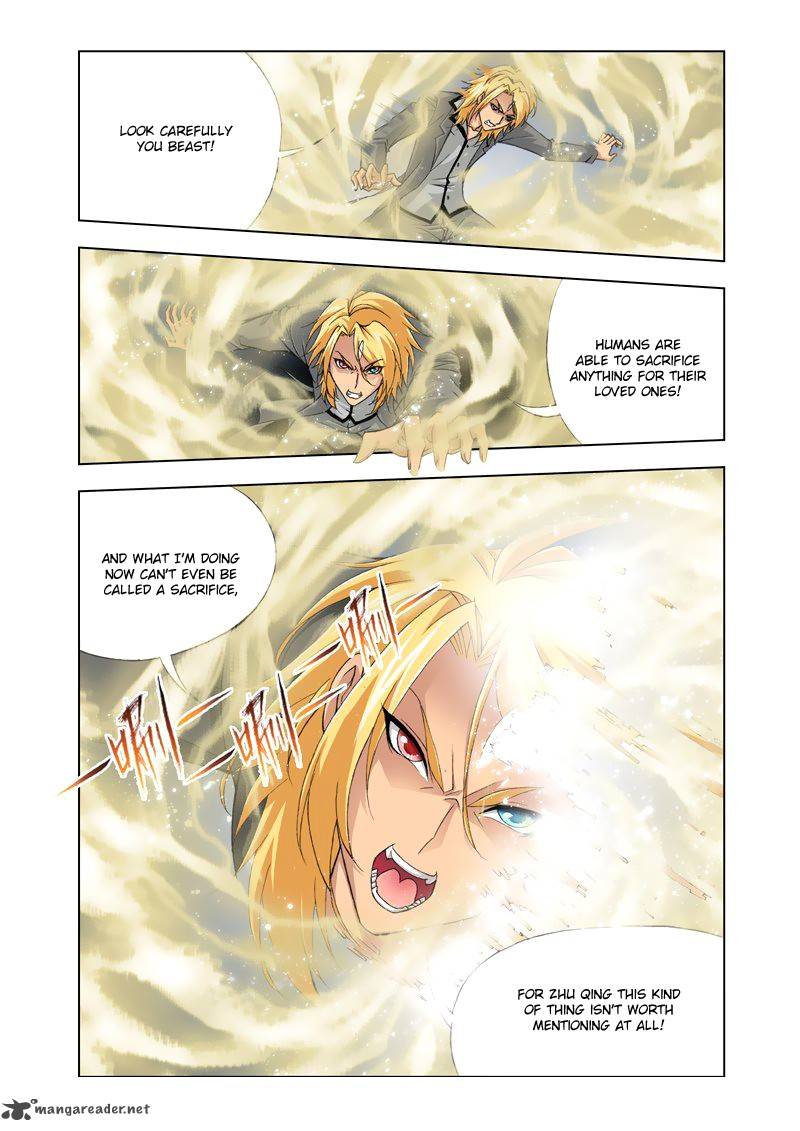 LOOK CAREFULLY
YOU BEAST!
HUMANS ARE
ABLE TO SACRIFICE
ANYTHING FOR THEIR
LOVED ONES!
AND WHAT I'M DOING
NOW CAN'T EVEN BE
CALLED A SACRIFICE,
FOR ZHU QING THIS KIND
OF THING ISN'T WORTH
MENTIONING AT ALL!
mangareader.net